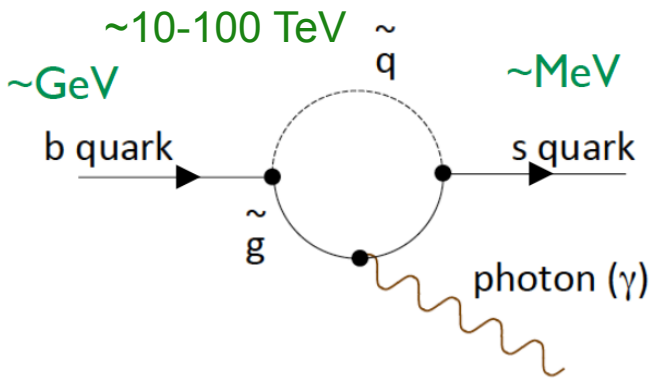 ~10-100 TeV
~GeV
~MeV
q̃
b quark
s quark
g̃
photon (γ)